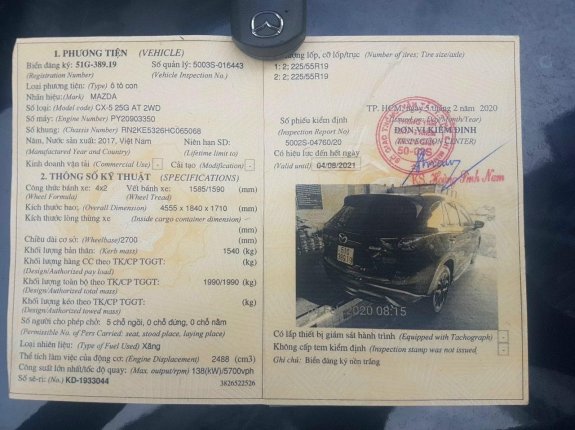 1. PHƯƠNG TIỆN (VEHICLE)
Biển đăng ký: 51G-389.19 Số quản lý: 5003S-016443
(Registration Number) (Vehicle Inspection No.)
Loại phương tiện: (Type) ô tô con
Nhãn hiệu: (Mark) MAZDA
Số loại: (Model code) CX-5 25G AT 2WD
Số máy: (Engine Number) PY20903350
Số khung: (Chassis Number) RN2KE5326HC065068
Năm, Nước sản xuất: 2017, Việt Nam Niên hạn SD:
(Manufactured Year and Country) (Lifetime limit to)
Kinh doanh vận tải (Commercial Use) - Cải tạo (Modification) -
2. THÔNG SỐ KỸ THUẬT (SPECIFICATIONS)
Công thức bánh xe: 4x2 Vết bánh xe: 1585/1590 (mm)
(Wheel Formula) (Wheel Tread)
Kích thước bao: (Overall Dimension) 4555 x 1840 x 1710 (mm)
Kích thước lòng thùng xe (Inside cargo container dimension)
(mm)
Chiều dài cơ sở: (Wheelbase) 2700 (mm)
Khối lượng bản thân: (Kerb mass) 1540 (kg)
Khối lượng hàng CC theo TK/CP TGGT: (kg)
(Design/Authorized pay load)
Khối lượng toàn bộ theo TK/CP TGGT: 1990/1990 (kg)
(Design/Authorized total mass)
Khối lượng kéo theo TK/CP TGGT: (kg)
(Design/Authorized towed mass)
Số người cho phép chở: 5 chỗ ngồi, 0 chỗ đứng, 0 chỗ nằm
(Permissible No. of Pers Carried: seat, stood place, laying place)
Loại nhiên liệu: (Type of Fuel Used) Xăng
Thể tích làm việc của động cơ: (Engine Displacement) 2488 (cm3)
Công suất lớn nhất/tốc độ quay: (Max. output/rpm) 138(kW)/5700vph
Số sê-ri: (No.) KD-1933044 3826522526
lượng lốp, cỡ lốp/trục (Number of tires; Tire size/axle)
1: 2; 225/55R19
2: 2; 225/55R19
TP. HCM, 5 2 năm 2020
Số phiếu kiểm định (Issued on: Day/Month/Year)
(Inspection Report No) ĐƠN VỊ KIỂM ĐỊNH
5002S-04760/20 (INSPECTION CENTER)
Có hiệu lực đến hết ngày
(Valid until) 04/08/2021
2020 08:15
Có lắp thiết bị giám sát hành trình (Equipped with Tachograph) -
Không cấp tem kiểm định (Inspection stamp was not issued) -
Ghi chú: Biển đăng ký nền trắng